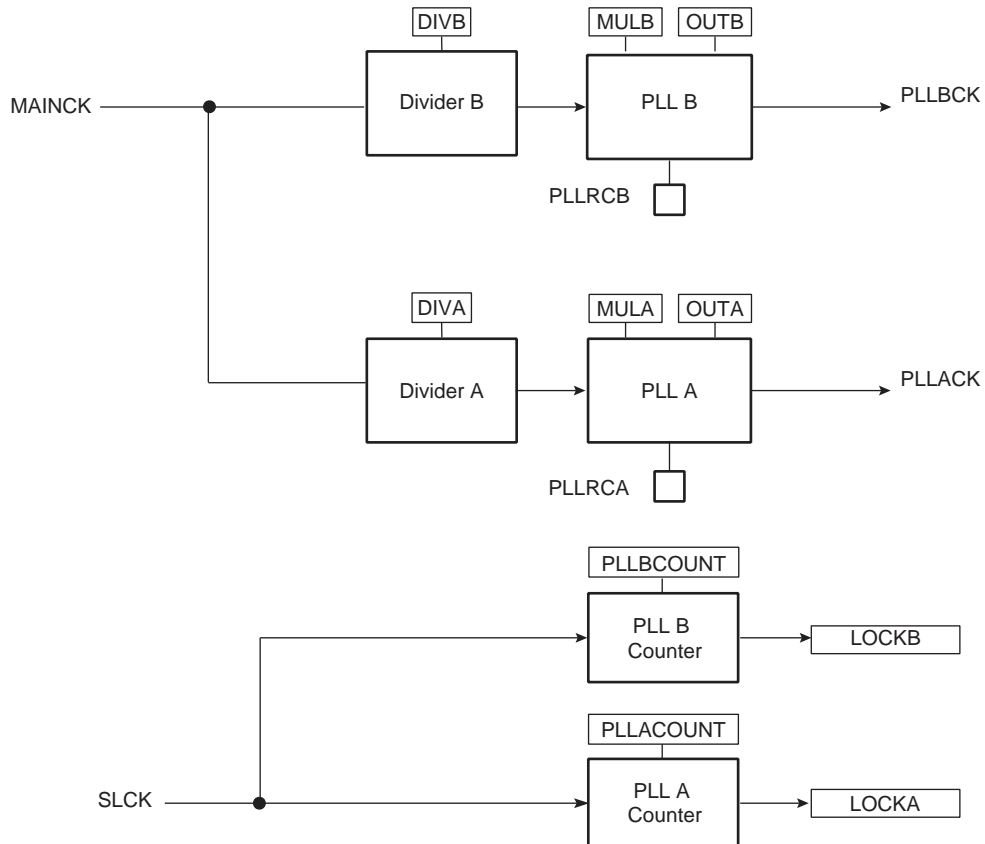 DIVB
MULB
OUTB
MAINCK
Divider B
PLL B
PLLBCK
PLLRCB
DIVA
MULA
OUTA
Divider A
PLL A
PLLACK
PLLRCA
PLLBCOUNT
PLL B
Counter
LOCKB
PLLACOUNT
SLCK
PLL A
Counter
LOCKA